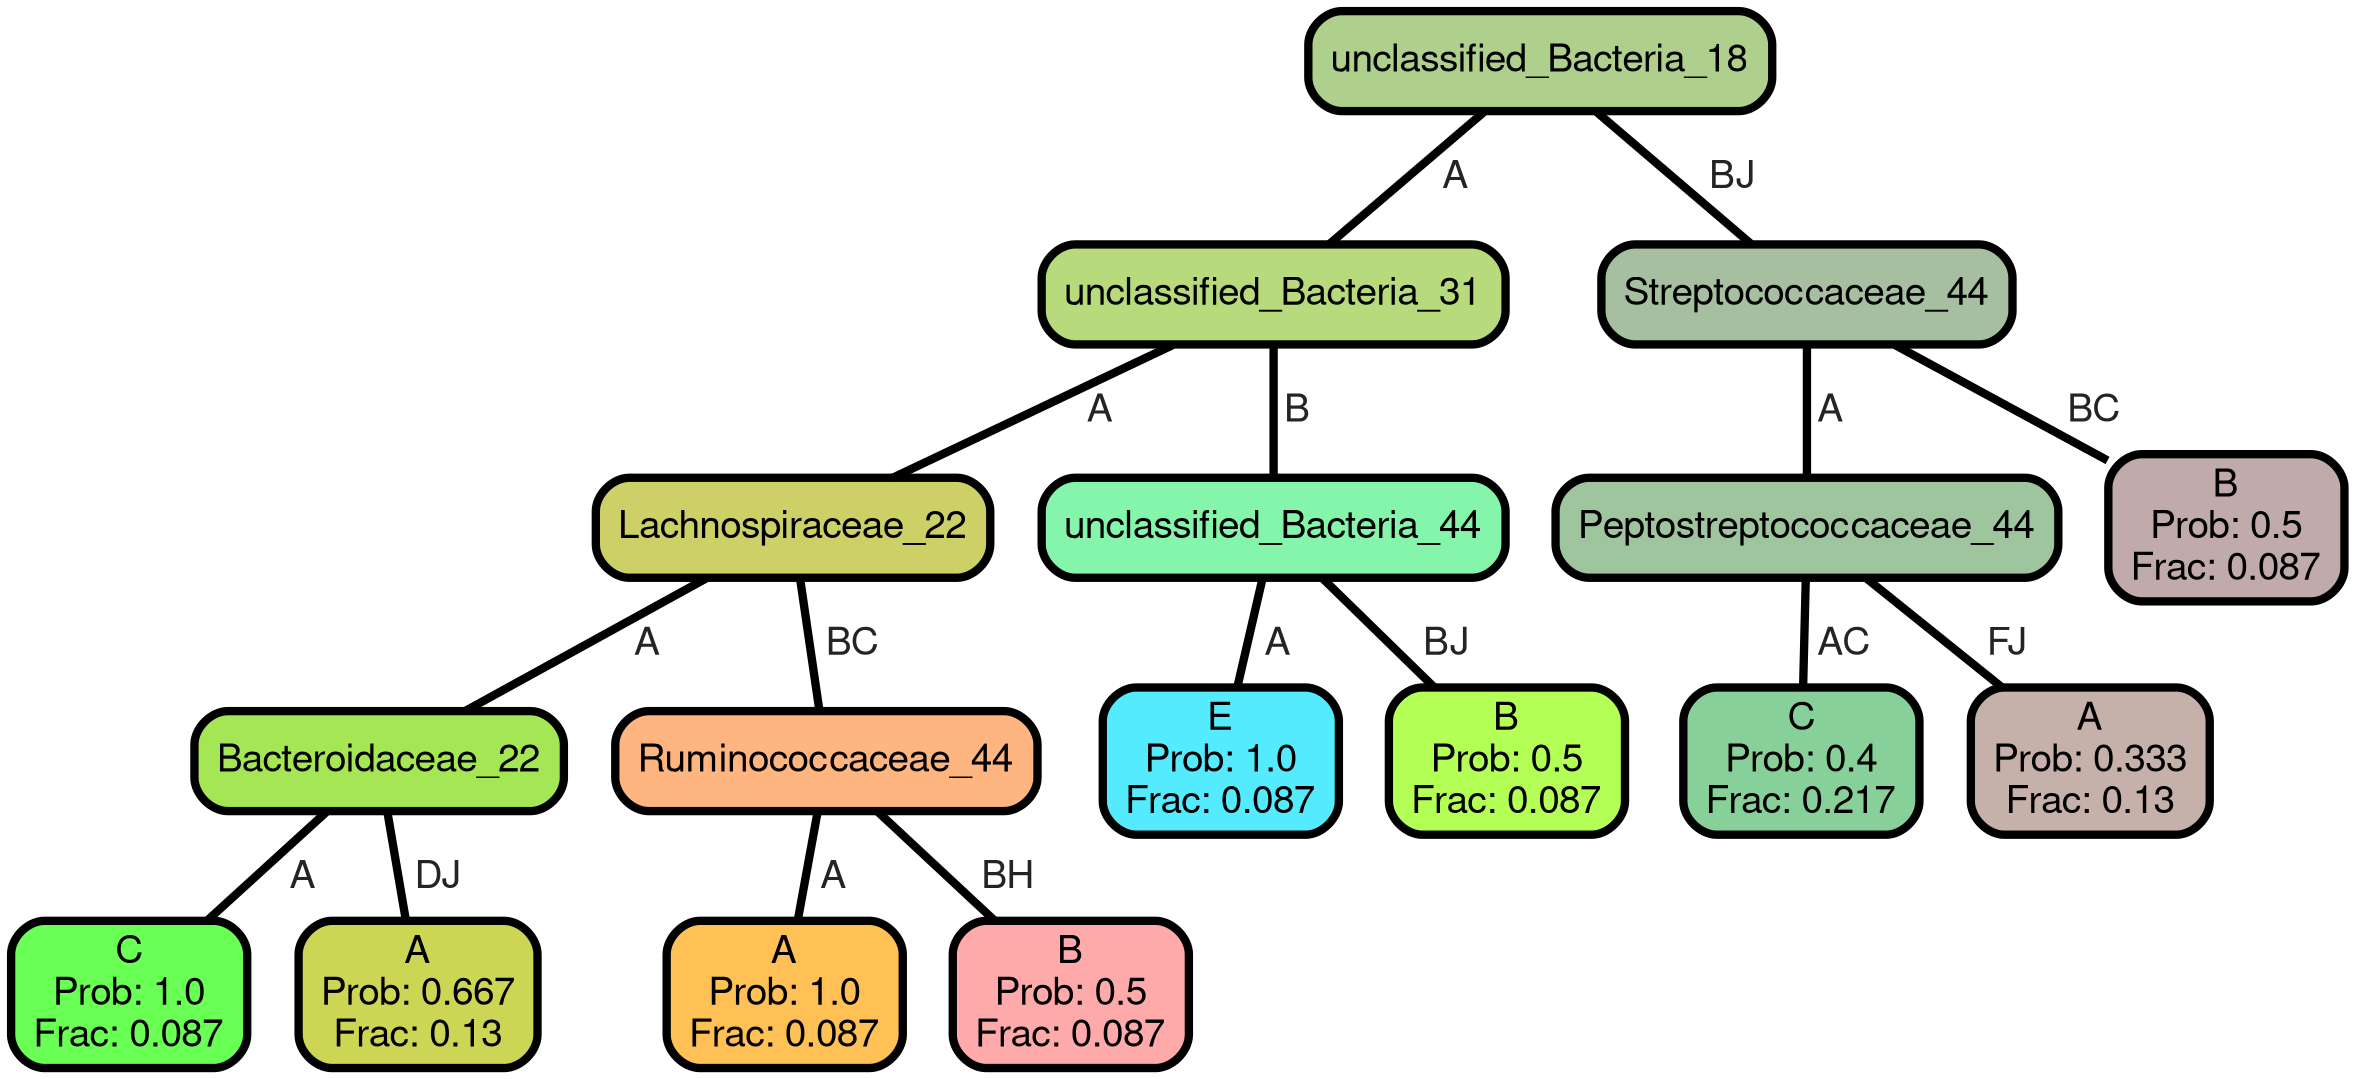 unclassified_Bacteria_18
A
BJ
unclassified_Bacteria_31
Streptococcaceae_44
A
B
A
BC
Lachnospiraceae_22
unclassified_Bacteria_44
Peptostreptococcaceae_44
B
Prob: 0.5
Frac: 0.087
A
BC
A
BJ
AC
FJ
Bacteroidaceae_22
Ruminococcaceae_44
E
Prob: 1.0
Frac: 0.087
B
Prob: 0.5
Frac: 0.087
C
Prob: 0.4
Frac: 0.217
A
Prob: 0.333
Frac: 0.13
A
DJ
A
BH
C
Prob: 1.0
Frac: 0.087
A
Prob: 0.667
Frac: 0.13
A
Prob: 1.0
Frac: 0.087
B
Prob: 0.5
Frac: 0.087